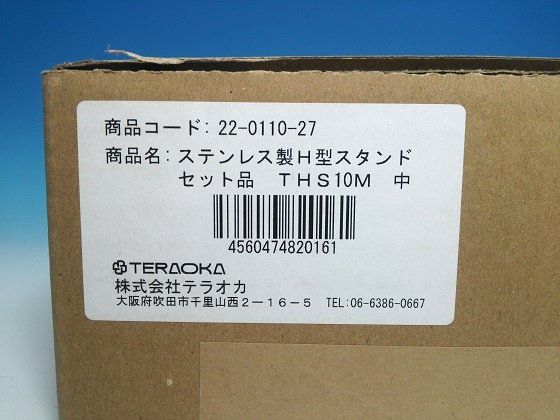 商品コード: 22-0110-27
商品名: ステンレス製H型スタンド
セット品　THS10M　中
4560474820161
TERAOKA
株式会社テラオカ
大阪府吹田市千里山西2-16-5　TEL:06-6386-0667